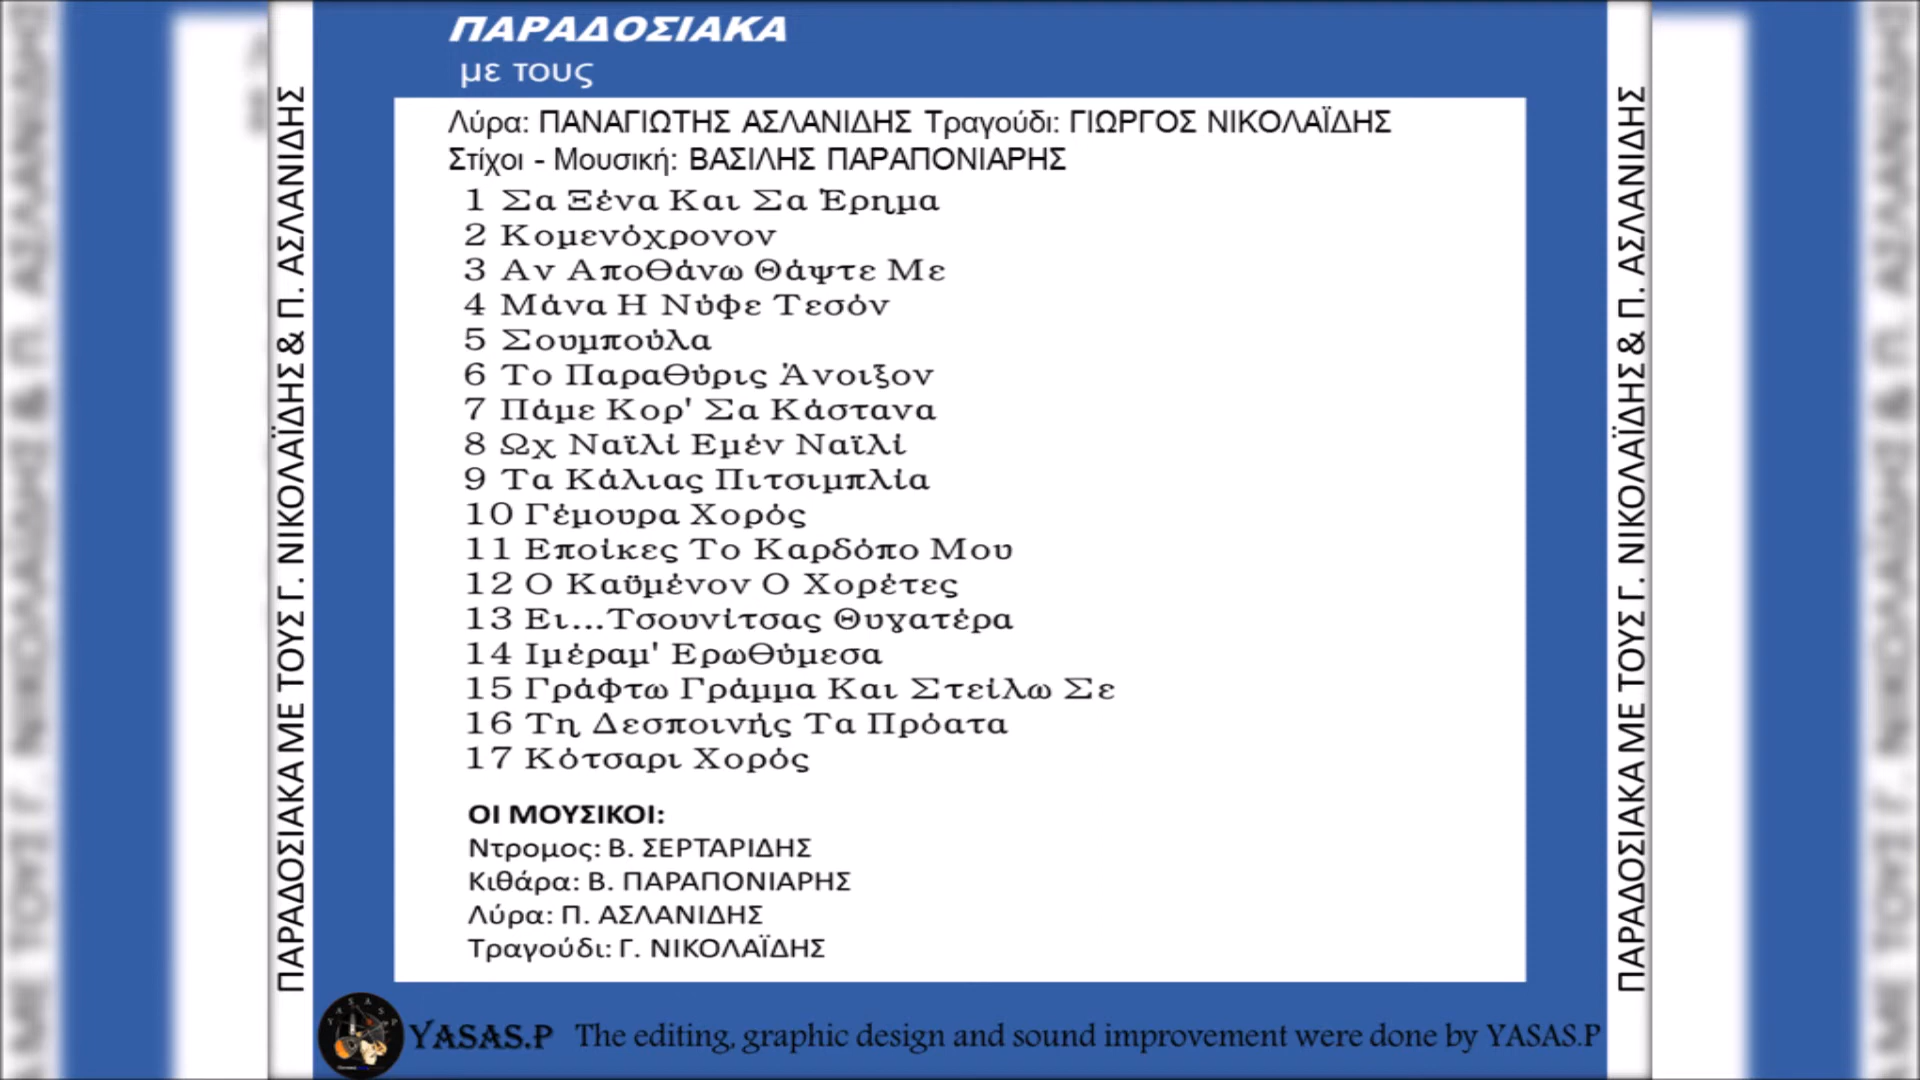 ΠΑΡΑΔΟΣΙΑΚΑ
με τους
Λύρα: ΠΑΝΑΓΙΩΤΗΣ ΑΣΛΑΝΙΔΗΣ Τραγούδι: ΓΙΩΡΓΟΣ ΝΙΚΟΛΑΪΔΗΣ
Στίχοι - Μουσική: ΒΑΣΙΛΗΣ ΠΑΡΑΠΟΝΙΑΡΗΣ
1 Σα Ξένα Και Σα Έρημα
2 Κομενόχρονον
3 Αν Αποθάνω Θάψτε Με
4 Μάνα Η Νύφε Τεσόν
5 Σουμπούλα
6 Το Παραθύρις Άνοιξον
7 Πάμε Κορ' Σα Κάστανα
8 Ωχ Ναϊλί Εμέν Ναϊλί
9 Τα Κάλιας Πιτσιμπλία
10 Γέμουρα Χορός
11 Εποίκες Το Καρδόπο Μου
12 Ο Καϋμένον Ο Χορέτες
13 Ει...Τσουνίτσας Θυγατέρα
14 Ιμέραμ' Ερωθύμεσα
15 Γράφτω Γράμμα Και Στείλω Σε
16 Τη Δεσποινής Τα Πρόατα
17 Κότσαρι Χορός
ΟΙ ΜΟΥΣΙΚΟΙ:
Ντρομος: Β. ΣΕΡΤΑΡΙΔΗΣ
Κιθάρα: Β. ΠΑΡΑΠΟΝΙΑΡΗΣ
Λύρα: Π. ΑΣΛΑΝΙΔΗΣ
Τραγούδι: Γ. ΝΙΚΟΛΑΪΔΗΣ
YASAS.P The editing, graphic design and sound improvement were done by YASAS.P
ΠΑΡΑΔΟΣΙΑΚΑ ΜΕ ΤΟΥΣ Γ. ΝΙΚΟΛΑΪΔΗΣ & Π. ΑΣΛΑΝΙΔΗΣ
ΠΑΡΑΔΟΣΙΑΚΑ ΜΕ ΤΟΥΣ Γ. ΝΙΚΟΛΑΪΔΗΣ & Π. ΑΣΛΑΝΙΔΗΣ